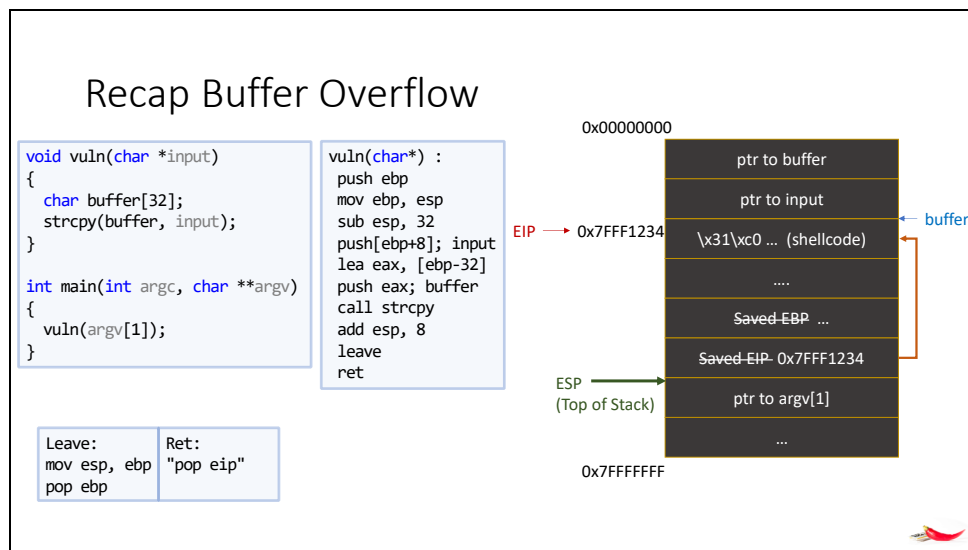 Recap Buffer Overflow
void vuln(char *input)
{
  char buffer[32];
  strcpy(buffer, input);
}

int main(int argc, char **argv)
{
  vuln(argv[1]);
}
vuln(char*) :
 push ebp
 mov ebp, esp
 sub esp, 32
 push[ebp+8]; input
 lea eax, [ebp-32]
 push eax; buffer
 call strcpy
 add esp, 8
 leave
 ret
Leave:
mov esp, ebp
pop ebp
Ret:
"pop eip"
0x00000000
ptr to buffer
ptr to input
buffer
EIP
0x7FFF1234
\x31\xc0 ... (shellcode)
....
Saved EBP ...
Saved EIP 0x7FFF1234
ESP
(Top of Stack)
ptr to argv[1]
...
0x7FFFFFFF